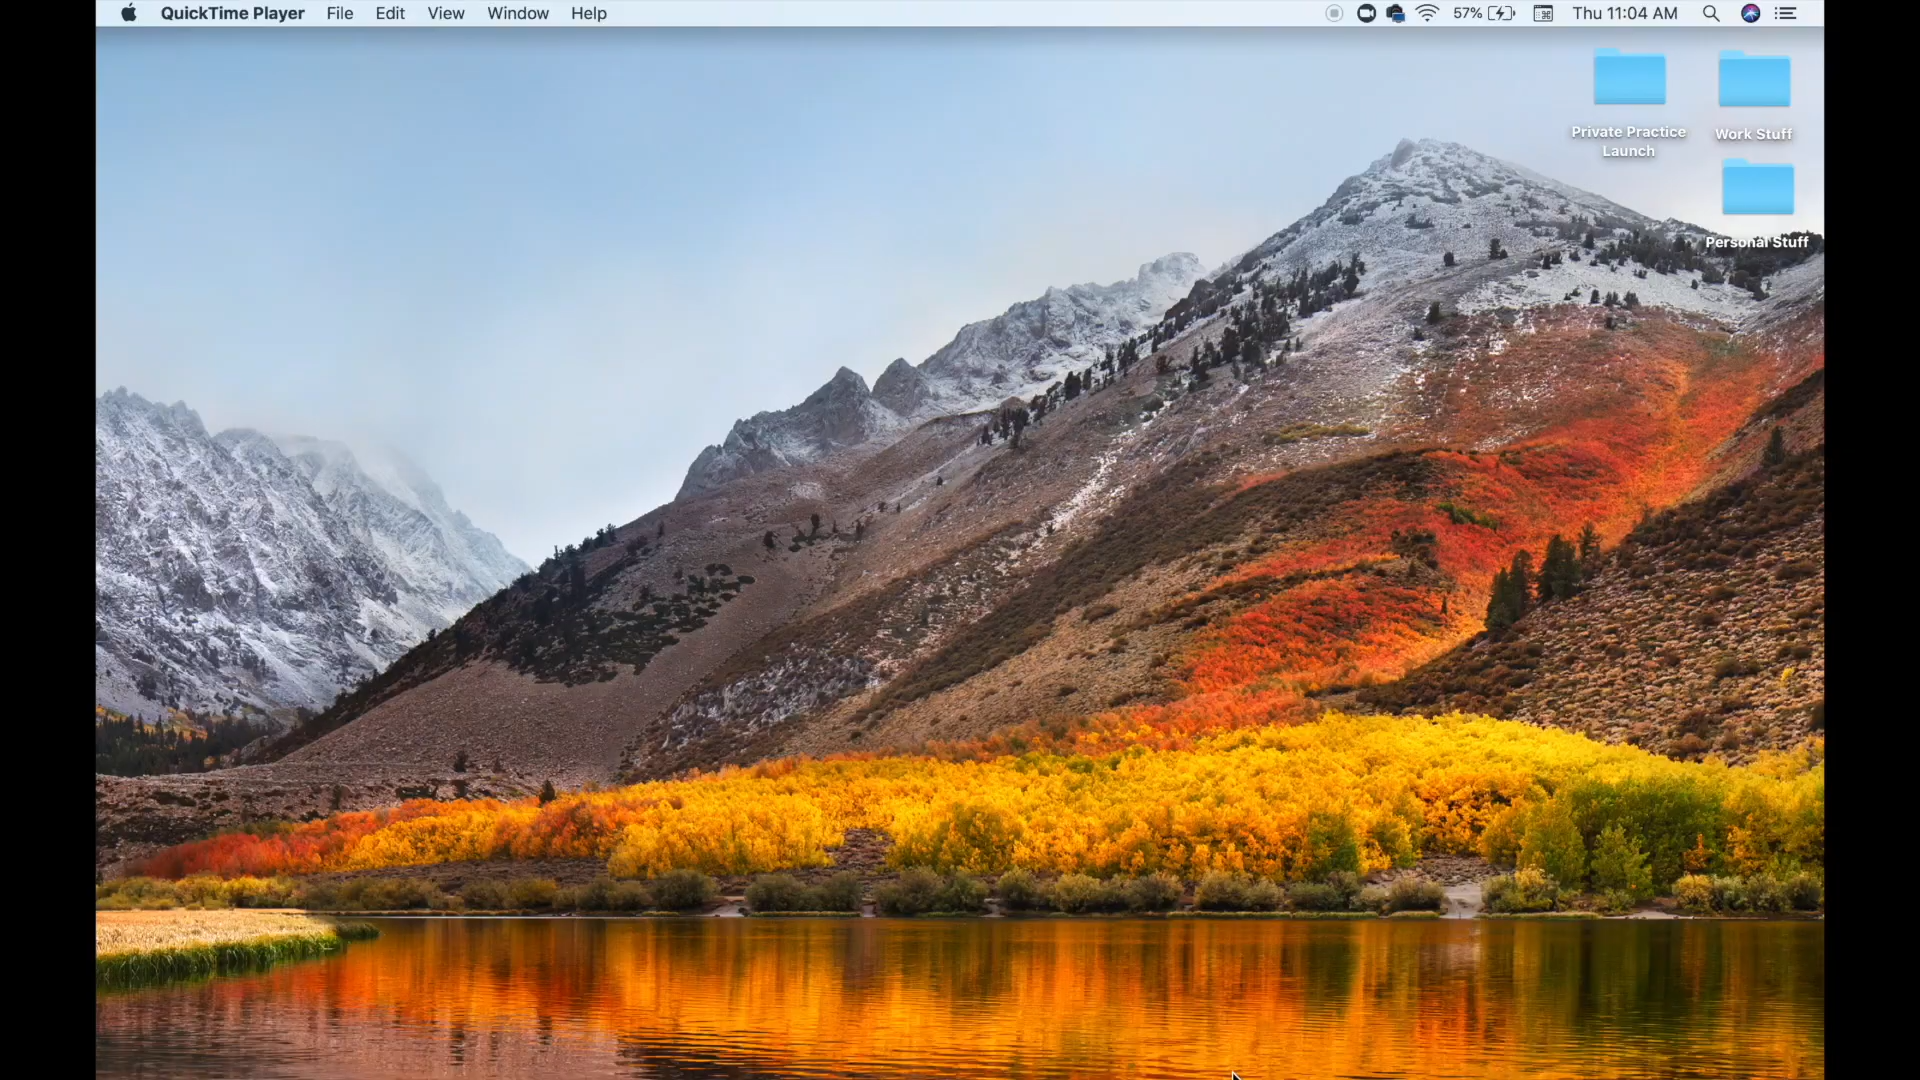 QuickTime Player File Edit View Window Help 57% Thu 11:04 AM
Private Practice
Launch
Work Stuff
Personal Stuff